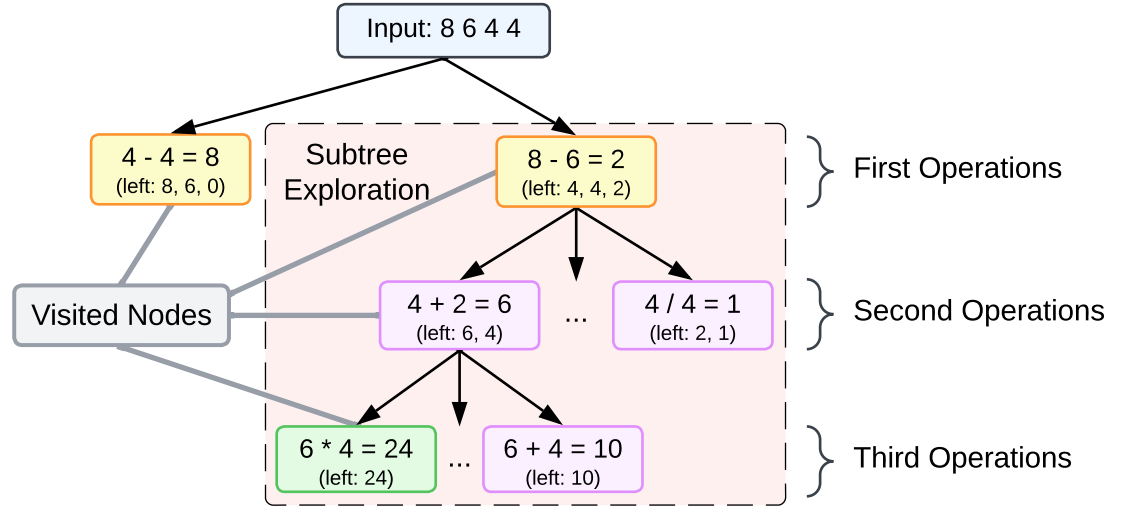 Input: 8 6 4 4
4 - 4 = 8
(left: 8, 6, 0)
Subtree
Exploration
8 - 6 = 2
(left: 4, 4, 2)
First Operations
Visited Nodes
4 + 2 = 6
(left: 6, 4)
...
4 / 4 = 1
(left: 2, 1)
Second Operations
6 * 4 = 24
(left: 24)
...
6 + 4 = 10
(left: 10)
Third Operations